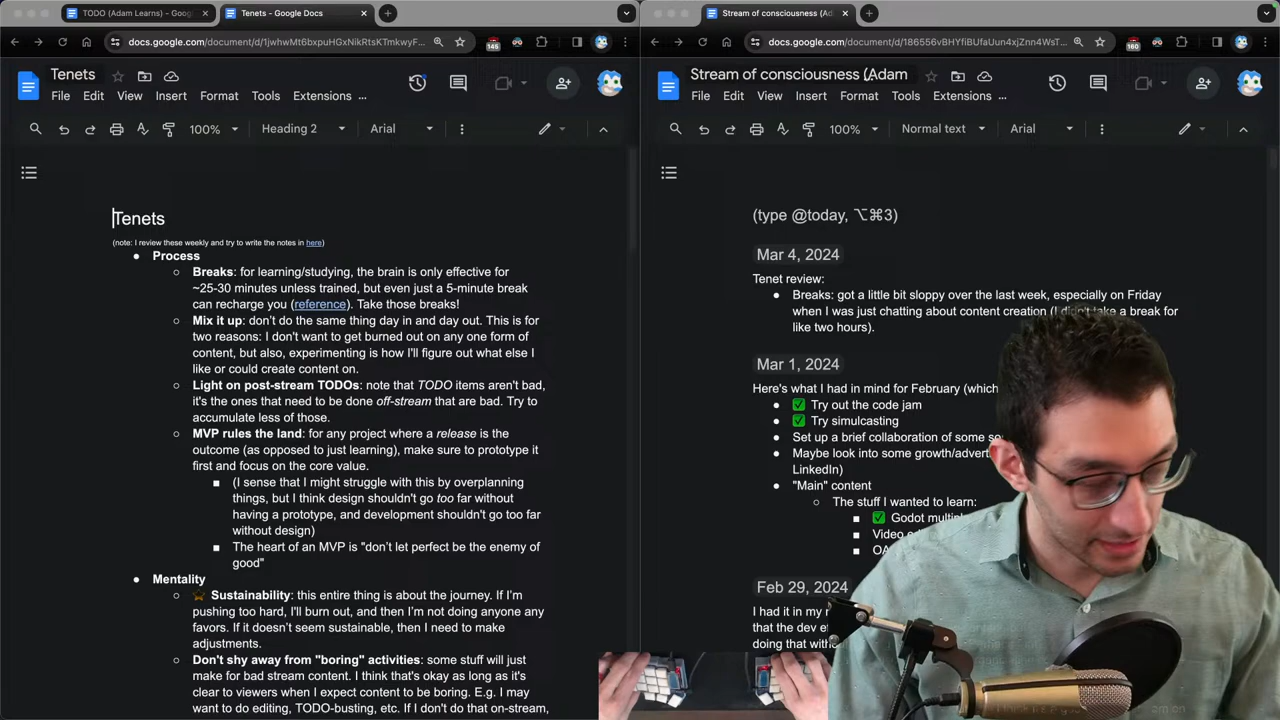 TODO (Adam Learns) - Goog
Tenets - Google Docs
Stream of consciousness (Ada
docs.google.com/document/d/1jwhwMt6bxpuHGxNikRtsKTmkwyF...
146
docs.google.com/document/d/186556vBHYfiBUfaUun4xjZnn4WsT...
160
Tenets
File Edit View Insert Format Tools Extensions ...
100% Heading 2 Arial
Stream of consciousness (Adam
File Edit View Insert Format Tools Extensions ...
100% Normal text Arial
Tenets
(note: I review these weekly and try to write the notes in here)
Process
Breaks: for learning/studying, the brain is only effective for
~25-30 minutes unless trained, but even just a 5-minute break
can recharge you (reference). Take those breaks!
Mix it up: don't do the same thing day in and day out. This is for
two reasons: I don't want to get burned out on any one form of
content, but also, experimenting is how I'll figure out what else I
like or could create content on.
Light on post-stream TODOs: note that TODO items aren't bad,
it's the ones that need to be done off-stream that are bad. Try to
accumulate less of those.
MVP rules the land: for any project where a release is the
outcome (as opposed to just learning), make sure to prototype it
first and focus on the core value.
(I sense that I might struggle with this by overplanning
things, but I think design shouldn't go too far without
having a prototype, and development shouldn't go too far
without design)
The heart of an MVP is "don't let perfect be the enemy of
good"
Mentality
Sustainability: this entire thing is about the journey. If I'm
pushing too hard, I'll burn out, and then I'm not doing anyone any
favors. If it doesn't seem sustainable, then I need to make
adjustments.
Don't shy away from "boring" activities: some stuff will just
make for bad stream content. I think that's okay as long as it's
clear to viewers when I expect content to be boring. E.g. I may
want to do editing, TODO-busting, etc. If I don't do that on-stream,
(type @today, ⌥⌘3)
Mar 4, 2024
Tenet review:
Breaks: got a little bit sloppy over the last week, especially on Friday
when I was just chatting about content creation (I didn't take a break for
like two hours).
Mar 1, 2024
Here's what I had in mind for February (which
✅ Try out the code jam
✅ Try simulcasting
Set up a brief collaboration of some so
Maybe look into some growth/adverti
LinkedIn)
"Main" content
The stuff I wanted to learn:
✅ Godot multipl
Video e
OA
Feb 29, 2024
I had it in my
that the dev e
doing that with